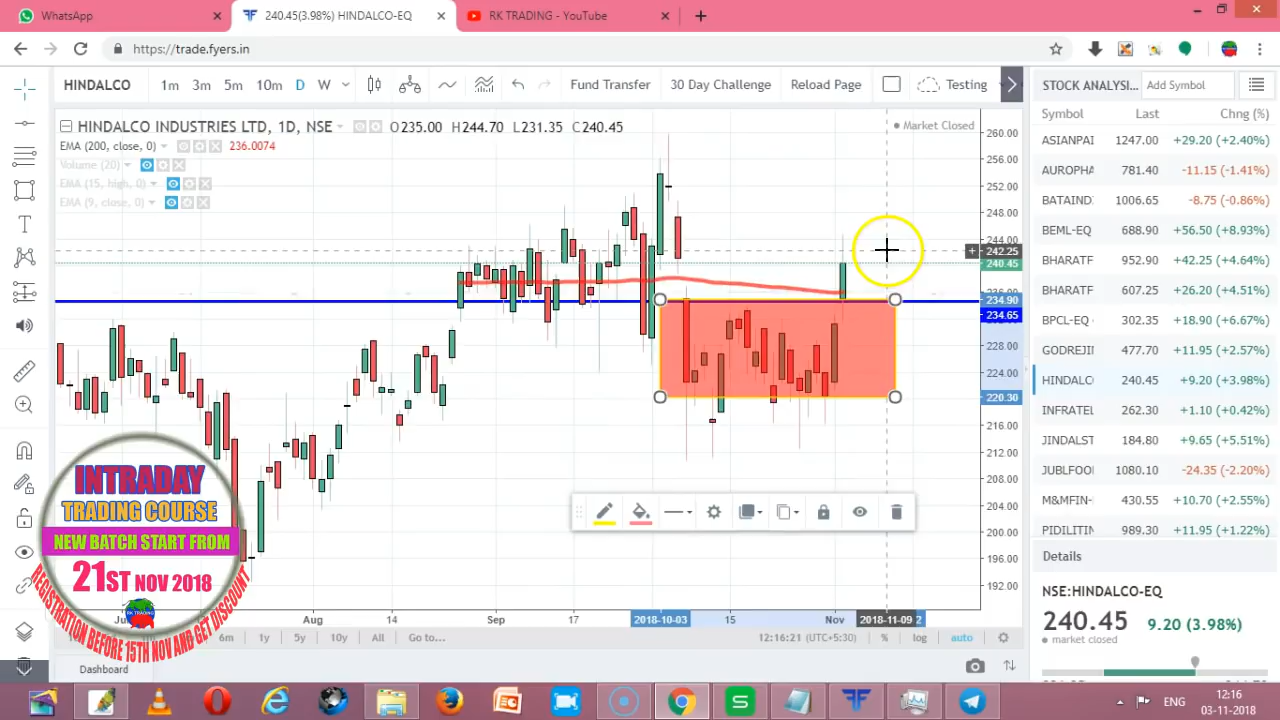 WhatsApp
240.45(3.98%) HINDALCO-EQ
RK TRADING - YouTube
https://trade.fyers.in
HINDALCO 1m 3m 5m 10m D W Fund Transfer 30 Day Challenge Reload Page Testing
HINDALCO INDUSTRIES LTD, 1D, NSE O235.00 H244.70 L231.35 C240.45
Market Closed
EMA (200, close, 0) 236.0074
Volume (20)
EMA (15, high, 0)
EMA (9, close, 0)
260.00
256.00
252.00
248.00
244.00
242.25
240.45
236.00
234.90
234.65
228.00
224.00
220.30
216.00
212.00
208.00
204.00
200.00
196.00
192.00
Aug 14 Sep 17 2018-10-03 15 Nov 2018-11-09
6m 1y 5y 10y All Go to... 12:16:21 (UTC+5:30) % log auto
Dashboard
STOCK ANALYSI... Add Symbol
Symbol Last Chng (%)
ASIANPAI 1247.00 +29.20 (+2.40%)
AUROPHA 781.40 -11.15 (-1.41%)
BATAIND 1006.65 -8.75 (-0.86%)
BEML-EQ 688.90 +56.50 (+8.93%)
BHARATF 952.90 +42.25 (+4.64%)
BHARATF 607.25 +26.20 (+4.51%)
BPCL-EQ 302.35 +18.90 (+6.67%)
GODREJI 477.70 +11.95 (+2.57%)
HINDALC 240.45 +9.20 (+3.98%)
INFRATEL 262.30 +1.10 (+0.42%)
JINDALST 184.80 +9.65 (+5.51%)
JUBLFOO 1080.10 -24.35 (-2.20%)
M&MFIN- 430.55 +10.70 (+2.55%)
PIDILITI 989.30 +11.95 (+1.22%)
Details
NSE:HINDALCO-EQ
240.45 9.20 (3.98%)
market closed
INTRADAY
TRADING COURSE
NEW BATCH START FROM
21ST NOV 2018
RK TRADING
REGISTRATION BEFORE 15TH NOV AND GET DISCOUNT
ENG
12:16
03-11-2018